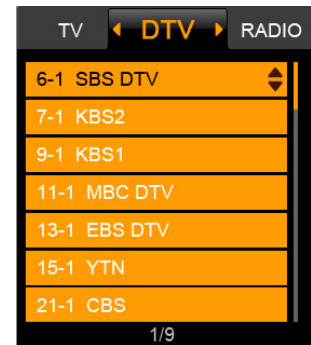 TV DTV RADIO
6-1 SBS DTV
7-1 KBS2
9-1 KBS1
11-1 MBC DTV
13-1 EBS DTV
15-1 YTN
21-1 CBS
1/9